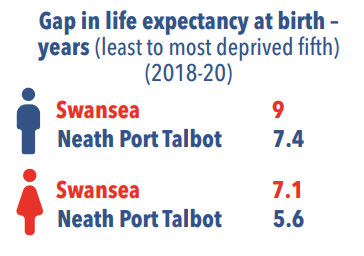 Gap in life expectancy at birth –
years (least to most deprived fifth)
(2018-20)
Swansea 9
Neath Port Talbot 7.4
Swansea 7.1
Neath Port Talbot 5.6